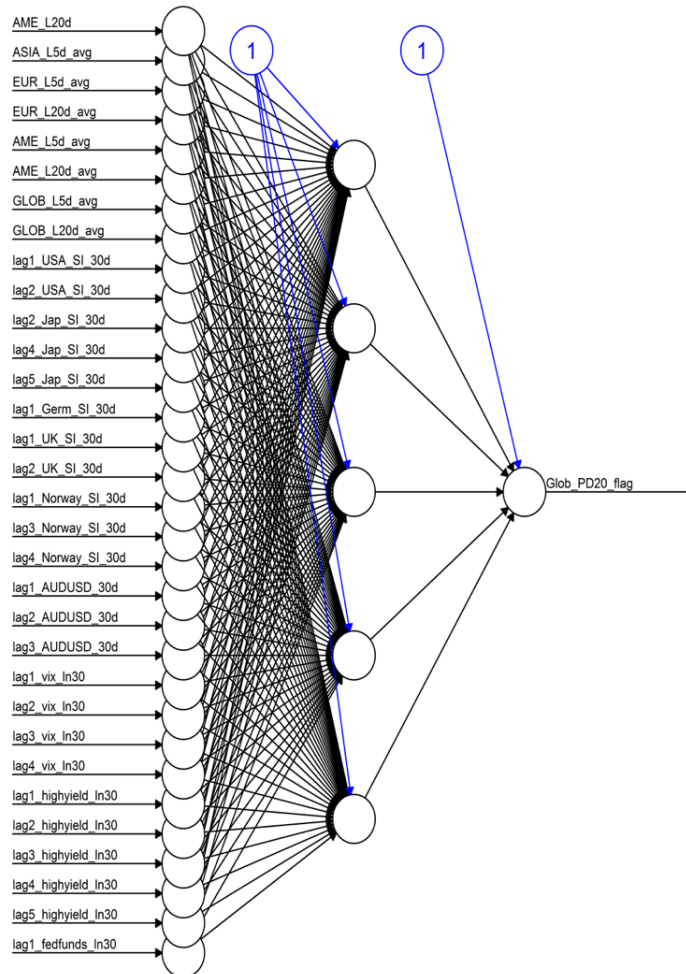 AME_L20d
1
1
ASIA_L5d_avg
EUR_L5d_avg
EUR_L20d_avg
AME_L5d_avg
AME_L20d_avg
GLOB_L5d_avg
GLOB_L20d_avg
lag1_USA_SI_30d
lag2_USA_SI_30d
lag2_Jap_SI_30d
lag4_Jap_SI_30d
lag5_Jap_SI_30d
lag1_Germ_SI_30d
lag1_UK_SI_30d
lag2_UK_SI_30d
Glob_PD20_flag
lag1_Norway_SI_30d
lag3_Norway_SI_30d
lag4_Norway_SI_30d
lag1_AUDUSD_30d
lag2_AUDUSD_30d
lag3_AUDUSD_30d
lag1_vix_ln30
lag2_vix_ln30
lag3_vix_ln30
lag4_vix_ln30
lag1_highyield_ln30
lag2_highyield_ln30
lag3_highyield_ln30
lag4_highyield_ln30
lag5_highyield_ln30
lag1_fedfunds_ln30